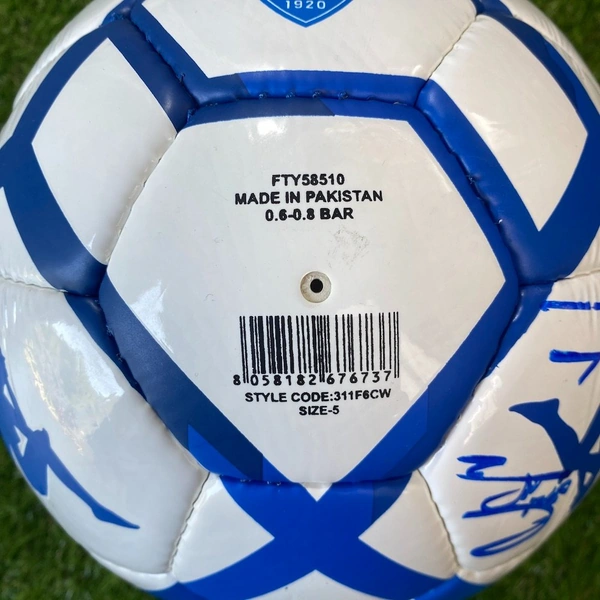 1920
FTY58510
MADE IN PAKISTAN
0.6-0.8 BAR
8 058182 676737
STYLE CODE:311F6CW
SIZE-5